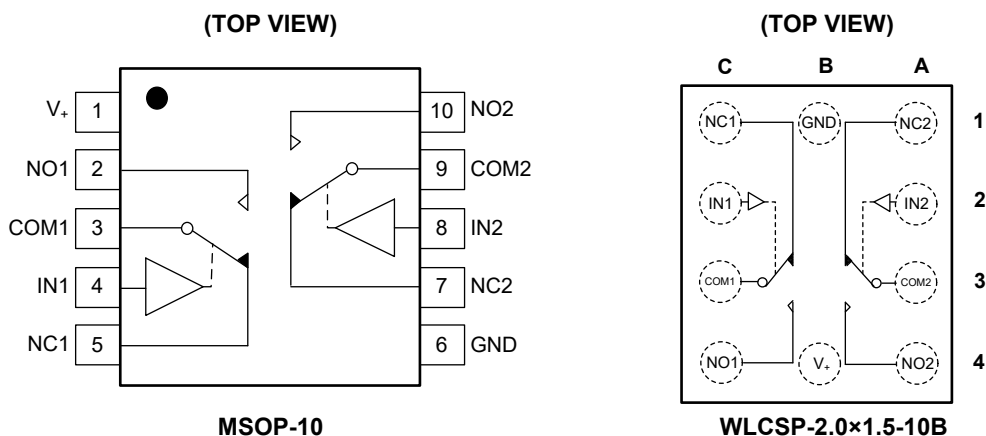 (TOP VIEW)
V+ 1
NO1 2
COM1 3
IN1 4
NC1 5
10 NO2
9 COM2
8 IN2
7 NC2
6 GND
MSOP-10
(TOP VIEW)
C B A
NC1 GND NC2 1
IN1 IN2 2
COM1 COM2 3
NO1 V+ NO2 4
WLCSP-2.0×1.5-10B